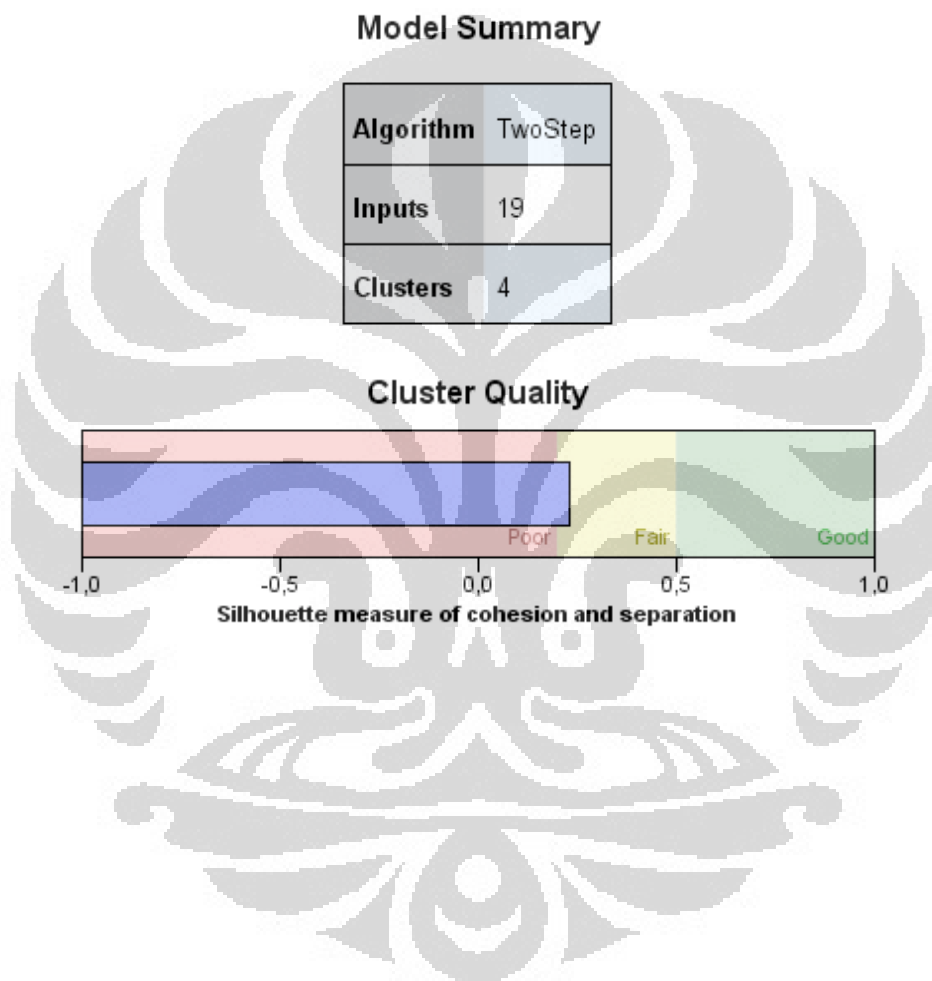 Model Summary
Algorithm TwoStep
Inputs 19
Clusters 4
Cluster Quality
Poor Fair Good
-1,0 -0,5 0,0 0,5 1,0
Silhouette measure of cohesion and separation